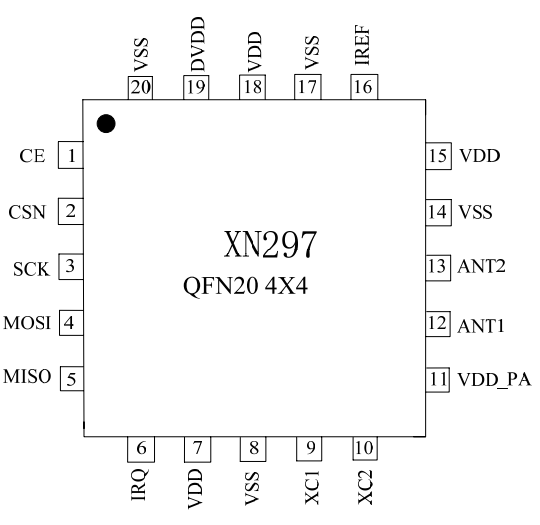 VSS DVDD VDD VSS IREF
20 19 18 17 16
CE 1 15 VDD
CSN 2 14 VSS
XN297
SCK 3 13 ANT2
QFN20 4X4
MOSI 4 12 ANT1
MISO 5 11 VDD_PA
6 7 8 9 10
IRQ VDD VSS XC1 XC2